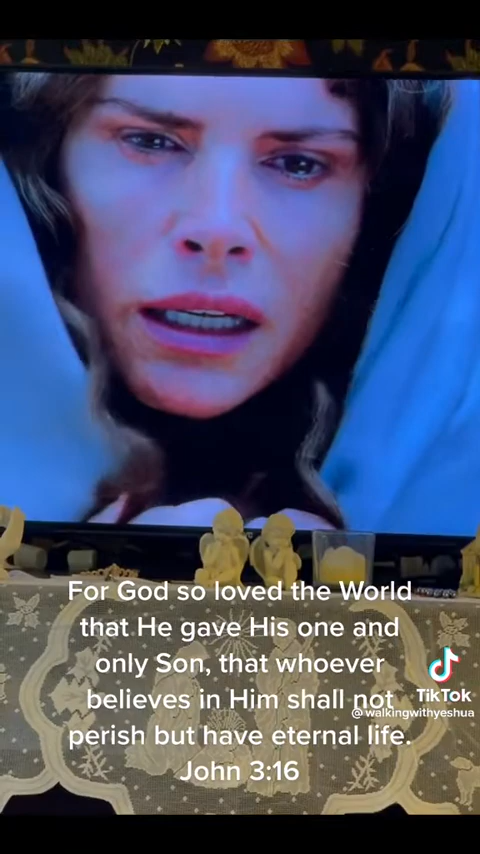 For God so loved the World
that He gave His one and
only Son, that whoever
believes in Him shall not
perish but have eternal life.
John 3:16
TikTok
@walkingwithyeshua